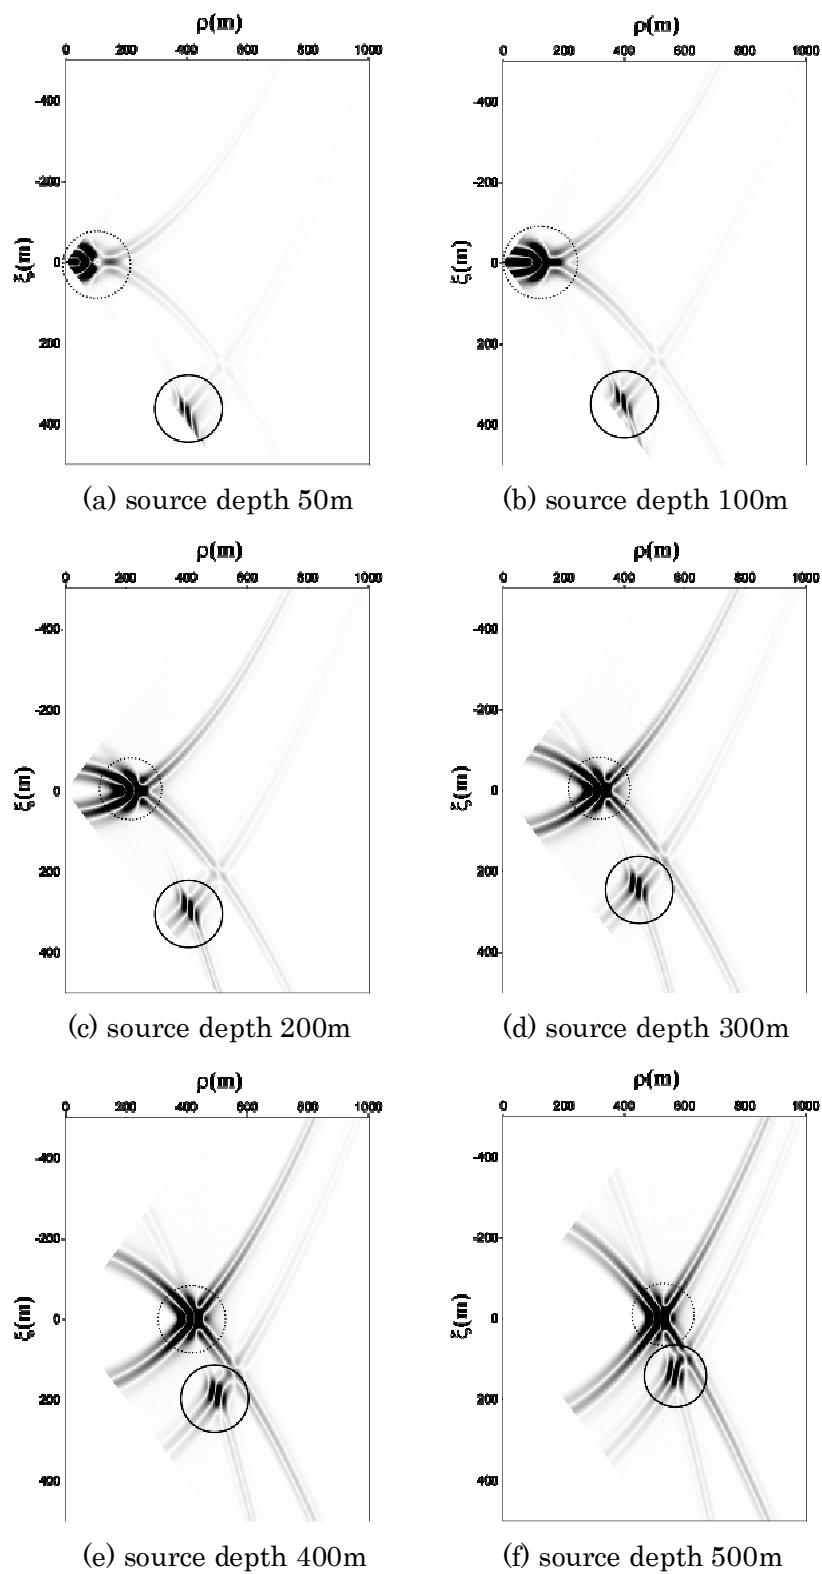 ρ(m) ρ(m)
0 200 400 600 800 1000 0 200 400 600 800 1000
-400 -400
-200 -200
ξ(m) 0 ξ(m) 0
200 200
400 400
(a) source depth 50m (b) source depth 100m
ρ(m) ρ(m)
0 200 400 600 800 1000 0 200 400 600 800 1000
-400 -400
-200 -200
ξ(m) 0 ξ(m) 0
200 200
400 400
(c) source depth 200m (d) source depth 300m
ρ(m) ρ(m)
0 200 400 600 800 1000 0 200 400 600 800 1000
-400 -400
-200 -200
ξ(m) 0 ξ(m) 0
200 200
400 400
(e) source depth 400m (f) source depth 500m